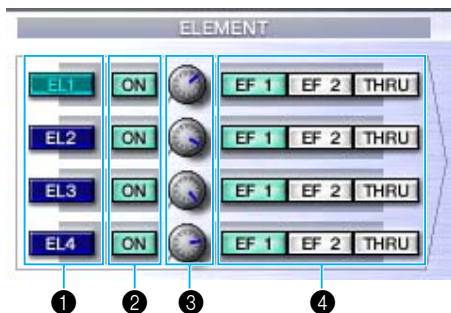 ELEMENT
EL1 ON EF 1 EF 2 THRU
EL2 ON EF 1 EF 2 THRU
EL3 ON EF 1 EF 2 THRU
EL4 ON EF 1 EF 2 THRU
1 2 3 4